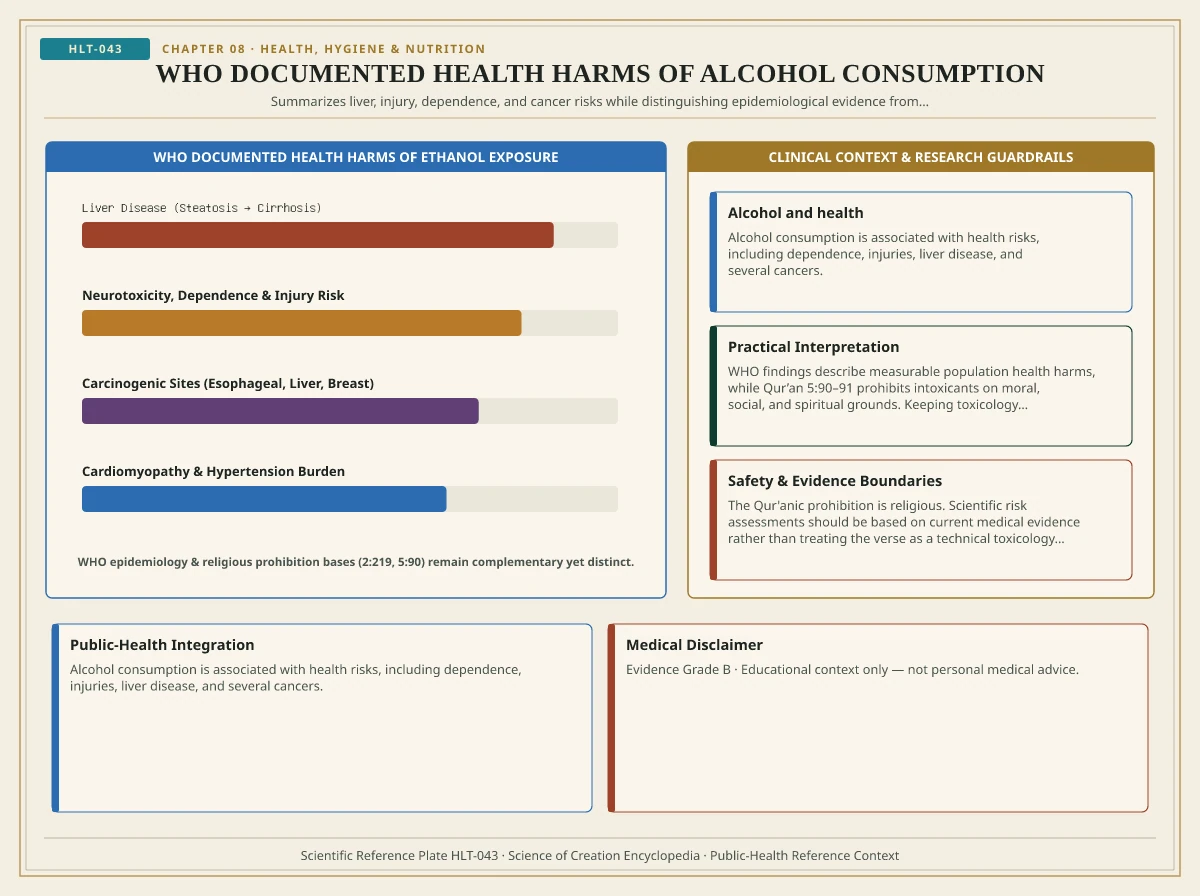 HLT-043
CHAPTER 08 · HEALTH, HYGIENE & NUTRITION
WHO DOCUMENTED HEALTH HARMS OF ALCOHOL CONSUMPTION
Summarizes liver, injury, dependence, and cancer risks while distinguishing epidemiological evidence from...
WHO DOCUMENTED HEALTH HARMS OF ETHANOL EXPOSURE
Liver Disease (Steatosis → Cirrhosis)
Neurotoxicity, Dependence & Injury Risk
Carcinogenic Sites (Esophageal, Liver, Breast)
Cardiomyopathy & Hypertension Burden
WHO epidemiology & religious prohibition bases (2:219, 5:90) remain complementary yet distinct.
CLINICAL CONTEXT & RESEARCH GUARDRAILS
Alcohol and health
Alcohol consumption is associated with health risks,
including dependence, injuries, liver disease, and
several cancers.
Practical Interpretation
WHO findings describe measurable population health harms,
while Qur'an 5:90–91 prohibits intoxicants on moral,
social, and spiritual grounds. Keeping toxicology...
Safety & Evidence Boundaries
The Qur'anic prohibition is religious. Scientific risk
assessments should be based on current medical evidence
rather than treating the verse as a technical toxicology...
Public-Health Integration
Alcohol consumption is associated with health risks, including dependence,
injuries, liver disease, and several cancers.
Medical Disclaimer
Evidence Grade B · Educational context only — not personal medical advice.
Scientific Reference Plate HLT-043 · Science of Creation Encyclopedia · Public-Health Reference Context